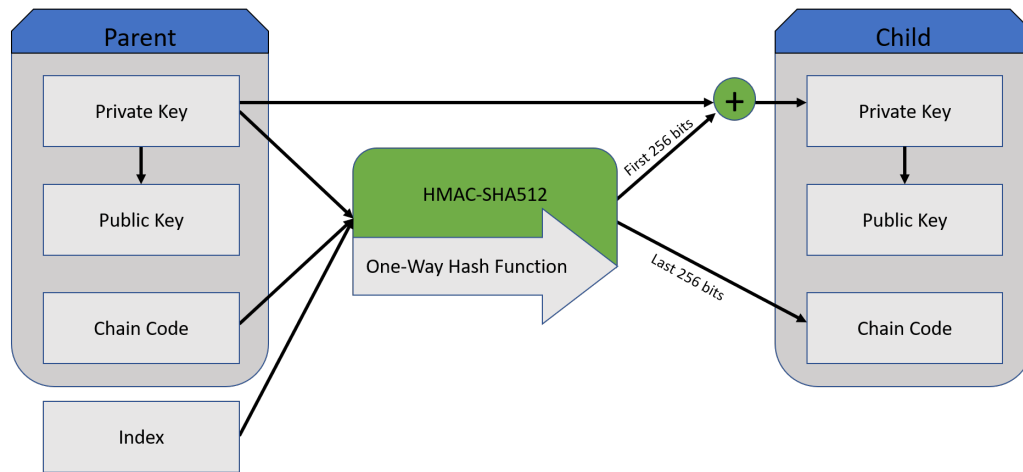 Parent
Private Key
Public Key
Chain Code
Index
HMAC-SHA512
One-Way Hash Function
+
First 256 bits
Last 256 bits
Child
Private Key
Public Key
Chain Code